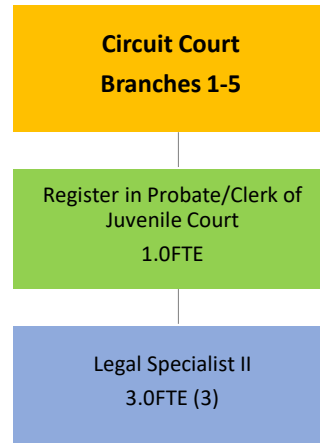 Circuit Court
Branches 1-5
Register in Probate/Clerk of
Juvenile Court
1.0FTE
Legal Specialist II
3.0FTE (3)